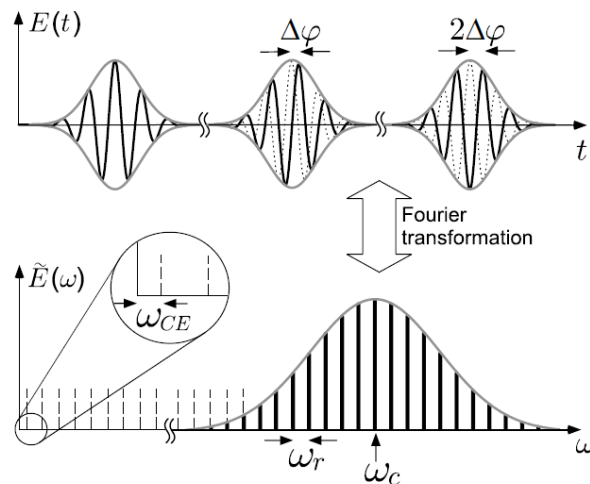 E(t)
Δφ
2Δφ
t
Fourier
transformation
Ẽ(ω)
ω_CE
ω_r
ω_c
ω